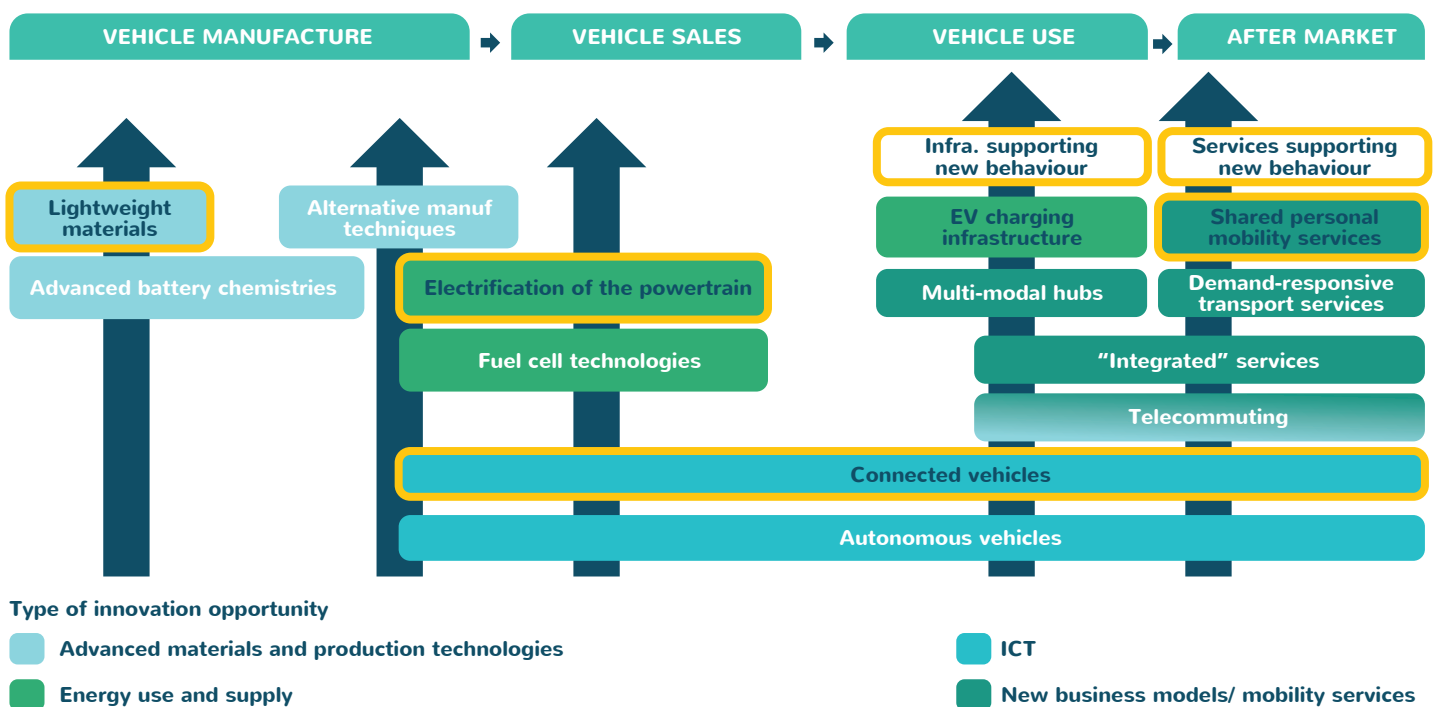 VEHICLE MANUFACTURE
VEHICLE SALES
VEHICLE USE
AFTER MARKET
Infra. supporting
new behaviour
Services supporting
new behaviour
Lightweight
materials
Alternative manuf
techniques
EV charging
infrastructure
Shared personal
mobility services
Advanced battery chemistries
Electrification of the powertrain
Multi-modal hubs
Demand-responsive
transport services
Fuel cell technologies
“Integrated” services
Telecommuting
Connected vehicles
Autonomous vehicles
Type of innovation opportunity
Advanced materials and production technologies
ICT
Energy use and supply
New business models/ mobility services